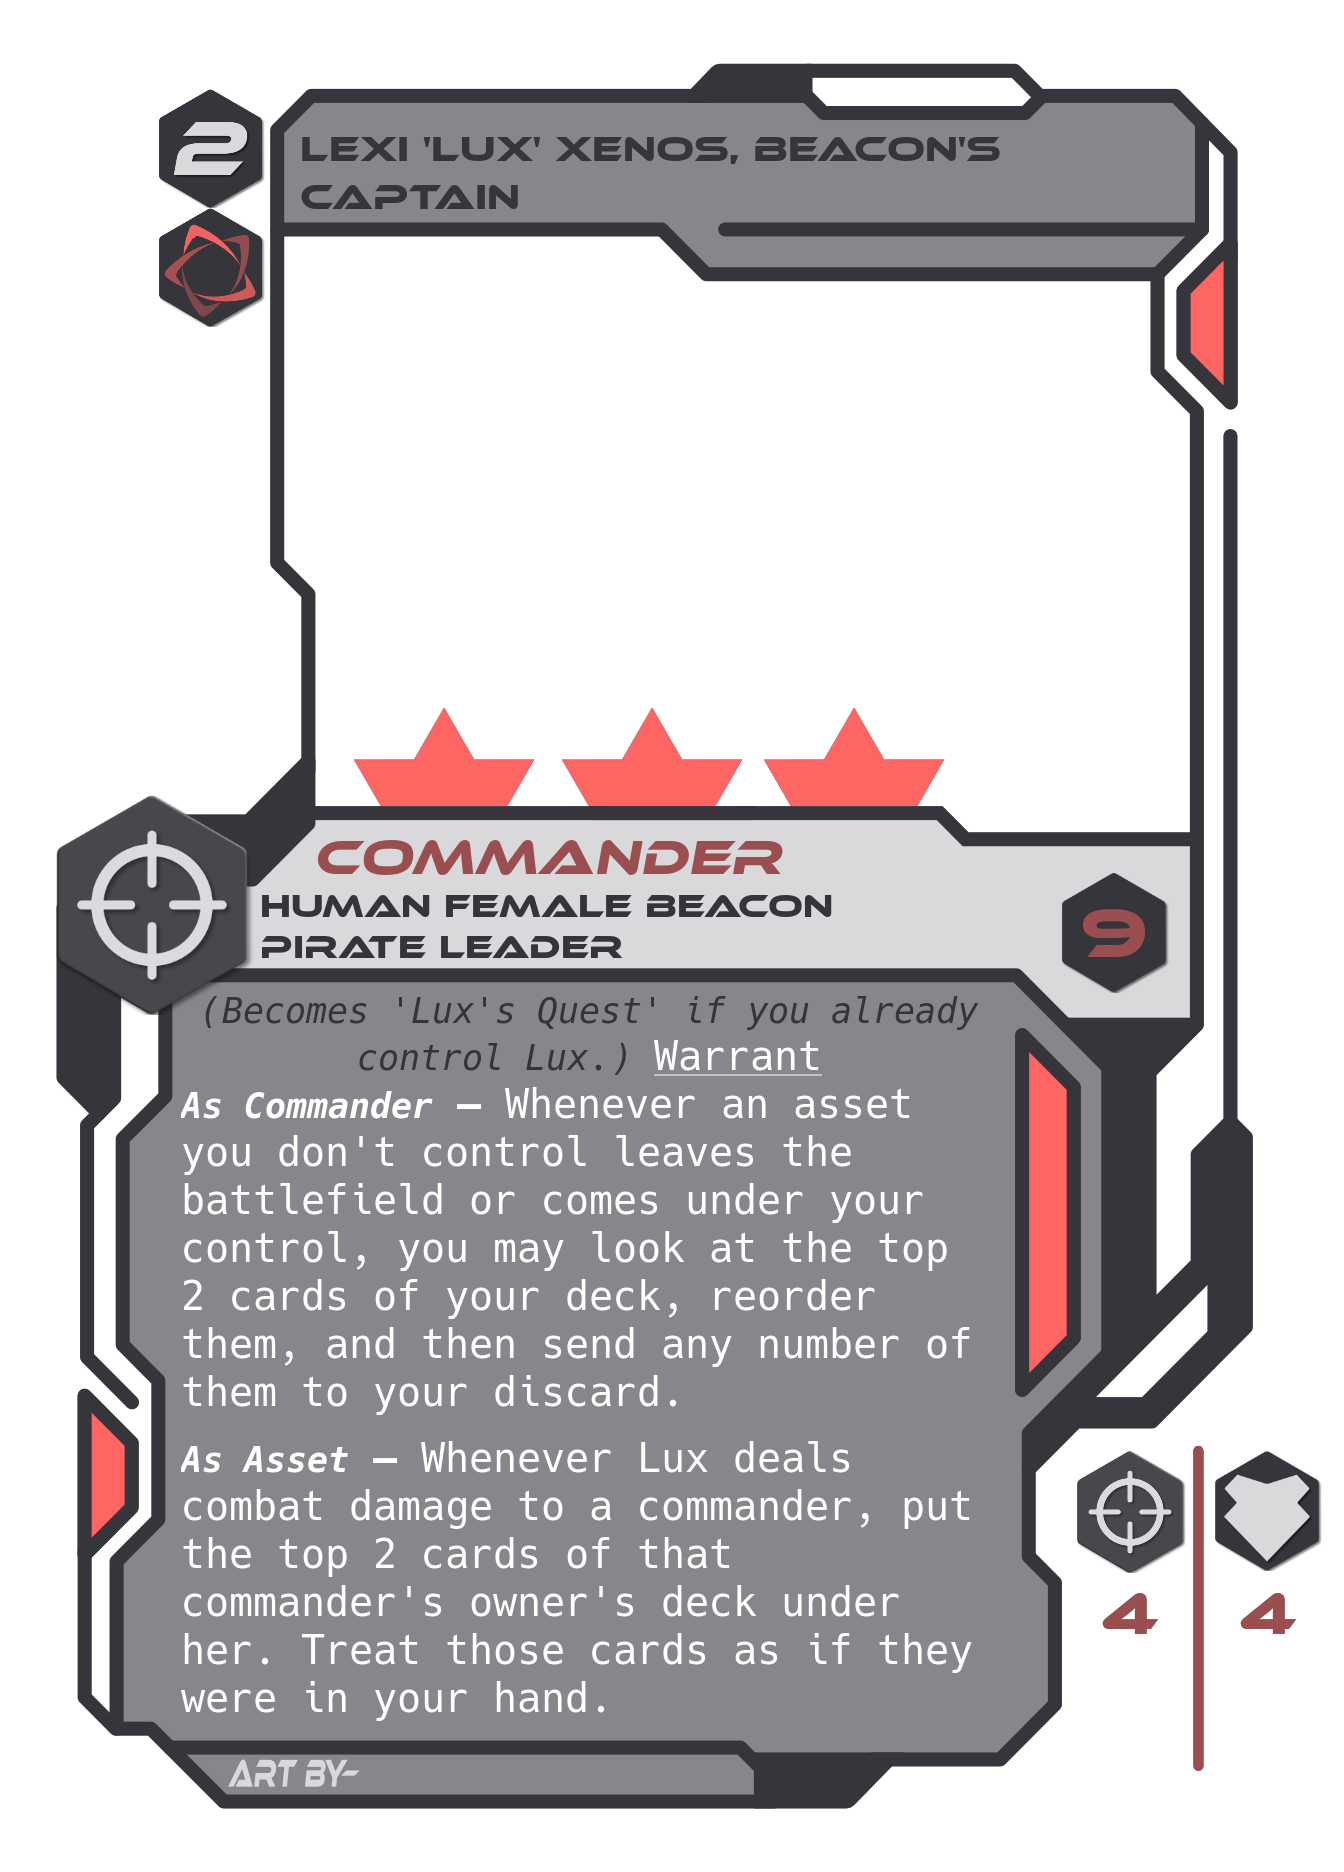 2
LEXI 'LUX' XENOS, BEACON'S
CAPTAIN
COMMANDER
HUMAN FEMALE BEACON
PIRATE LEADER
9
(Becomes 'Lux's Quest' if you already
control Lux.) Warrant
As Commander – Whenever an asset
you don't control leaves the
battlefield or comes under your
control, you may look at the top
2 cards of your deck, reorder
them, and then send any number of
them to your discard.
As Asset – Whenever Lux deals
combat damage to a commander, put
the top 2 cards of that
commander's owner's deck under
her. Treat those cards as if they
were in your hand.
4
4
ART BY-